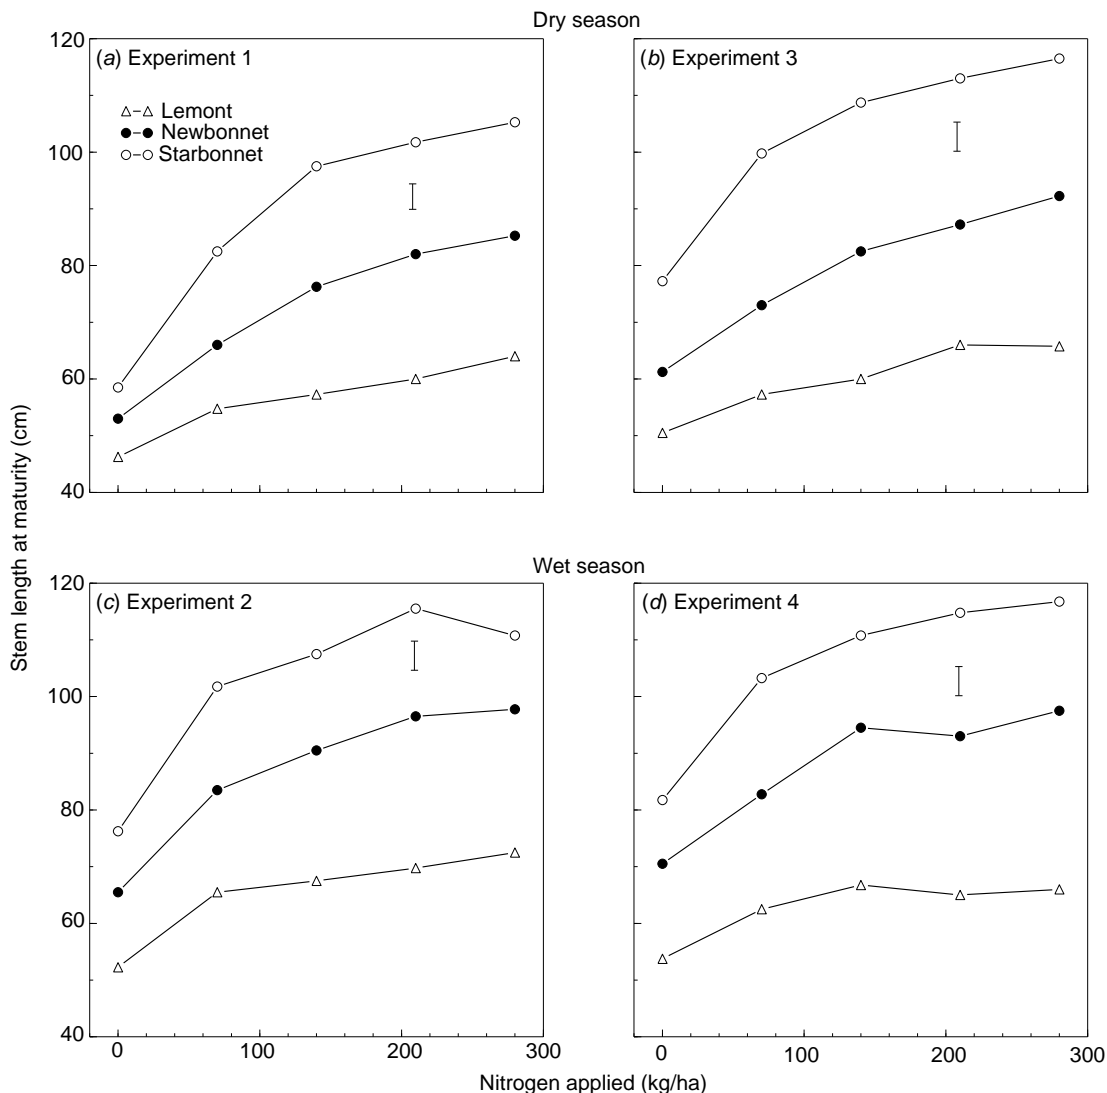 Dry season
(a) Experiment 1
(b) Experiment 3
Lemont
Newbonnet
Starbonnet
120
100
80
60
40
Stem length at maturity (cm)
Wet season
(c) Experiment 2
(d) Experiment 4
120
100
80
60
40
0 100 200 300
0 100 200 300
Nitrogen applied (kg/ha)